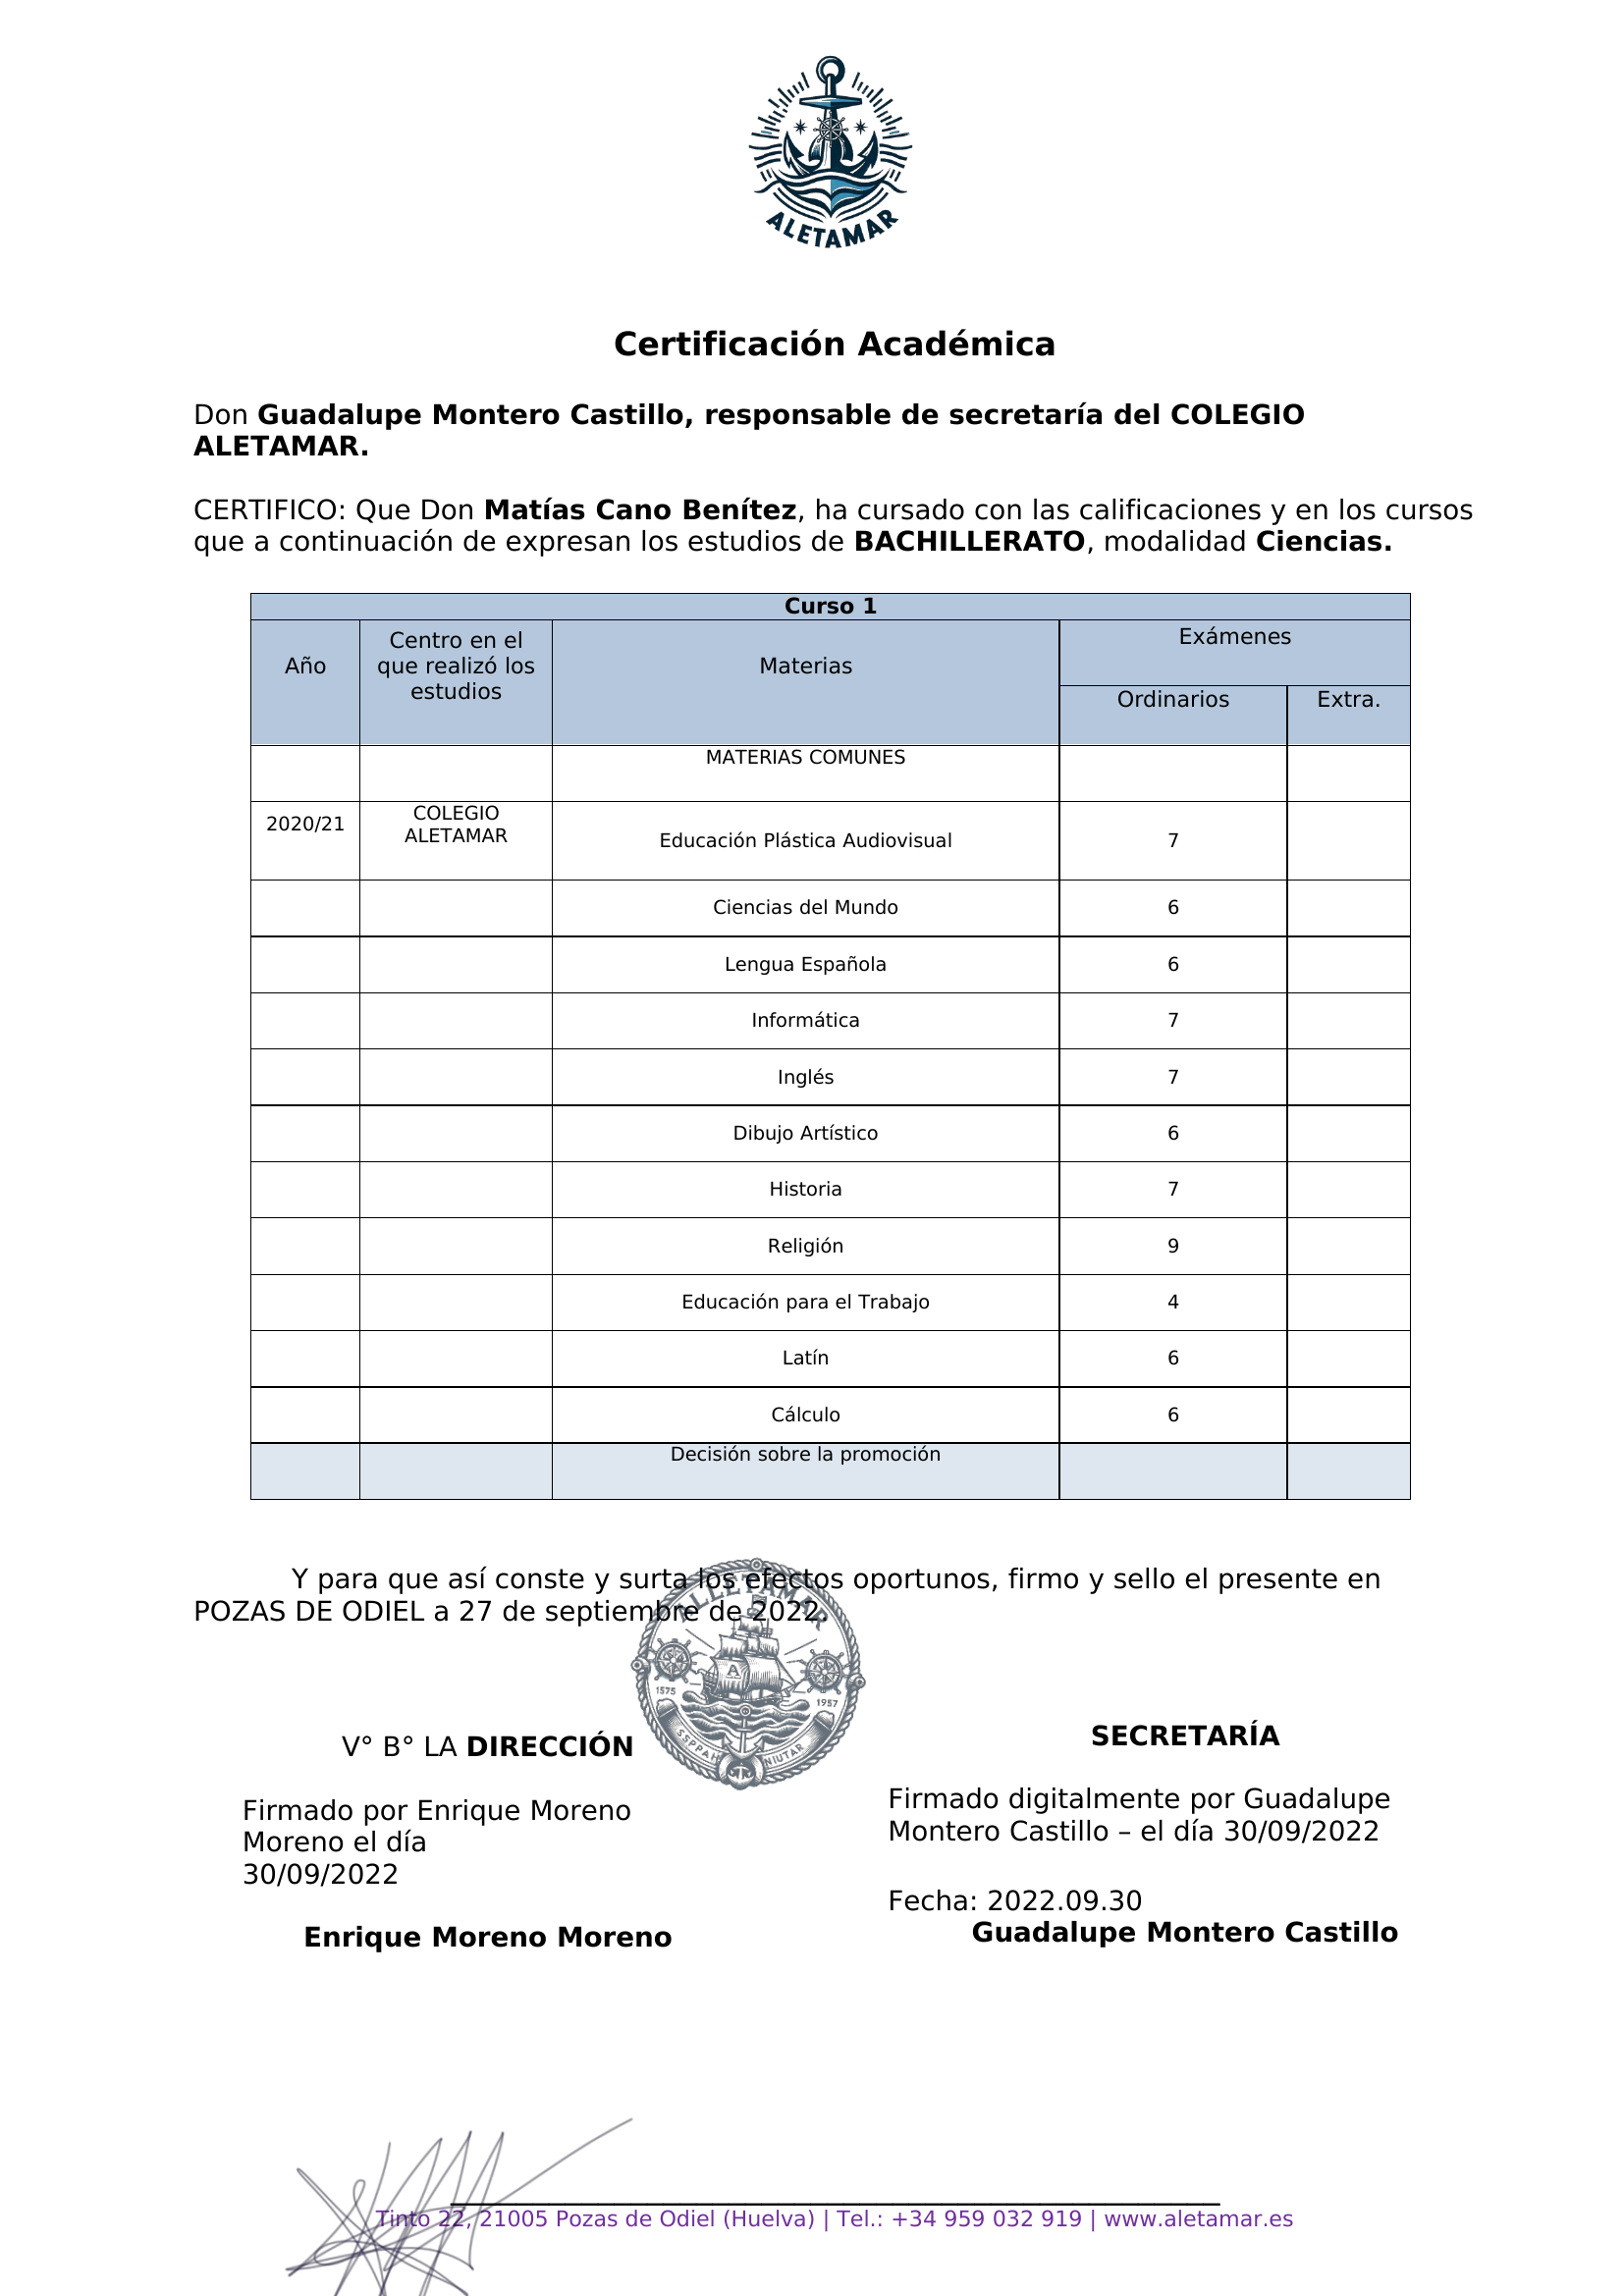 ALETAMAR
Certificación Académica
Don Guadalupe Montero Castillo, responsable de secretaría del COLEGIO
ALETAMAR.
CERTIFICO: Que Don Matías Cano Benítez, ha cursado con las calificaciones y en los cursos
que a continuación de expresan los estudios de BACHILLERATO, modalidad Ciencias.
Curso 1
Año
Centro en el
que realizó los
estudios
Materias
Exámenes
Ordinarios
Extra.
MATERIAS COMUNES
2020/21
COLEGIO
ALETAMAR
Educación Plástica Audiovisual 7
Ciencias del Mundo 6
Lengua Española 6
Informática 7
Inglés 7
Dibujo Artístico 6
Historia 7
Religión 9
Educación para el Trabajo 4
Latín 6
Cálculo 6
Decisión sobre la promoción
Y para que así conste y surta los efectos oportunos, firmo y sello el presente en
POZAS DE ODIEL a 27 de septiembre de 2022.
ALLETAMAR
A
1575
1957
SSPPAH NIUTAR
V° B° LA DIRECCIÓN
Firmado por Enrique Moreno
Moreno el día
30/09/2022
Enrique Moreno Moreno
SECRETARÍA
Firmado digitalmente por Guadalupe
Montero Castillo – el día 30/09/2022
Fecha: 2022.09.30
Guadalupe Montero Castillo
Tinto 22, 21005 Pozas de Odiel (Huelva) | Tel.: +34 959 032 919 | www.aletamar.es